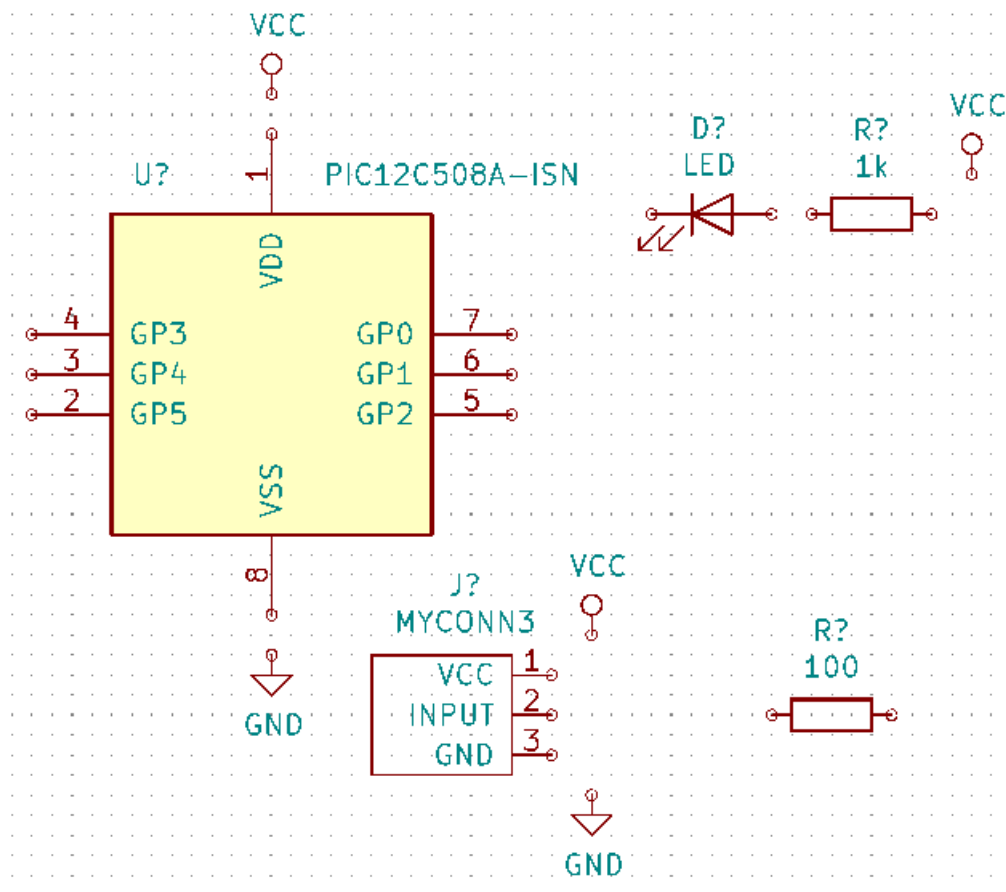 VCC
VCC
D?
R?
LED
1k
U?
1
PIC12C508A-ISN
VDD
4
GP3
GP0
7
3
GP4
GP1
6
2
GP5
GP2
5
VSS
8
VCC
J?
MYCONN3
R?
VCC
1
100
INPUT
2
GND
GND
3
GND